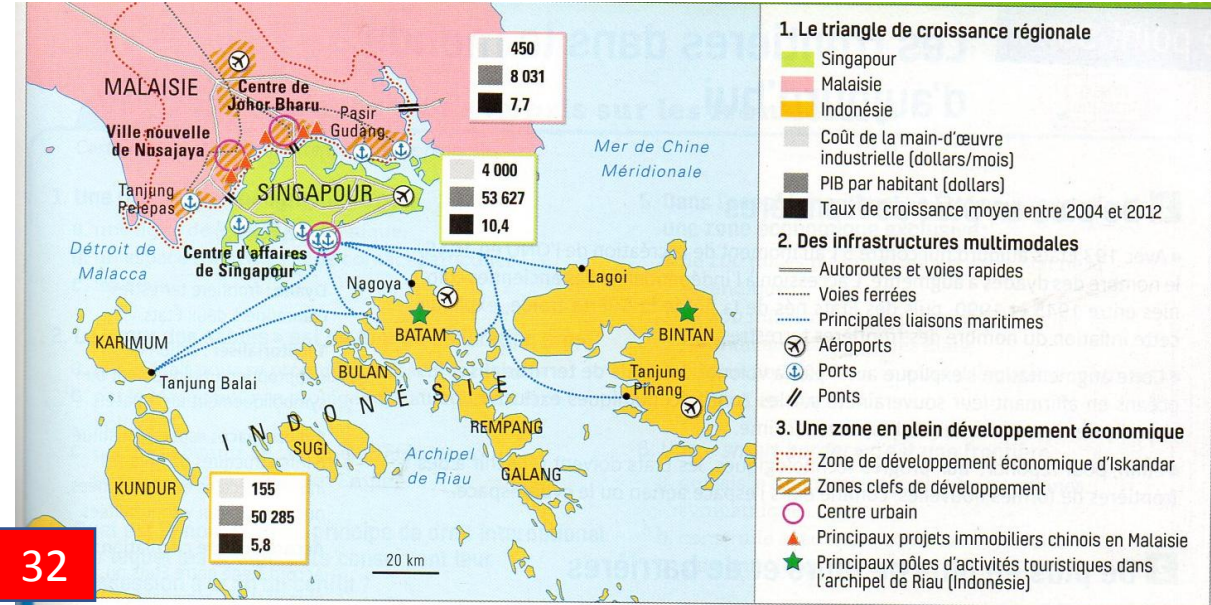 MALAISIE
Centre de
Johor Bharu
Pasir
Gudang
Ville nouvelle
de Nusajaya
Tanjung
Pelepas
SINGAPOUR
Mer de Chine
Méridionale
Détroit de
Malacca
Centre d'affaires
de Singapour
Nagoya
Lagoi
BATAM
BINTAN
KARIMUM
Tanjung Balai
BULAN
Tanjung
Pinang
INDONÉSIE
REMPANG
SUGI
Archipel
de Riau
GALANG
KUNDUR
450
8 031
7,7
4 000
53 627
10,4
155
50 285
5,8
20 km
32
1. Le triangle de croissance régionale
Singapour
Malaisie
Indonésie
Coût de la main-d'œuvre
industrielle (dollars/mois)
PIB par habitant (dollars)
Taux de croissance moyen entre 2004 et 2012
2. Des infrastructures multimodales
Autoroutes et voies rapides
Voies ferrées
Principales liaisons maritimes
Aéroports
Ports
Ponts
3. Une zone en plein développement économique
Zone de développement économique d'Iskandar
Zones clefs de développement
Centre urbain
Principaux projets immobiliers chinois en Malaisie
Principaux pôles d'activités touristiques dans
l'archipel de Riau (Indonésie)